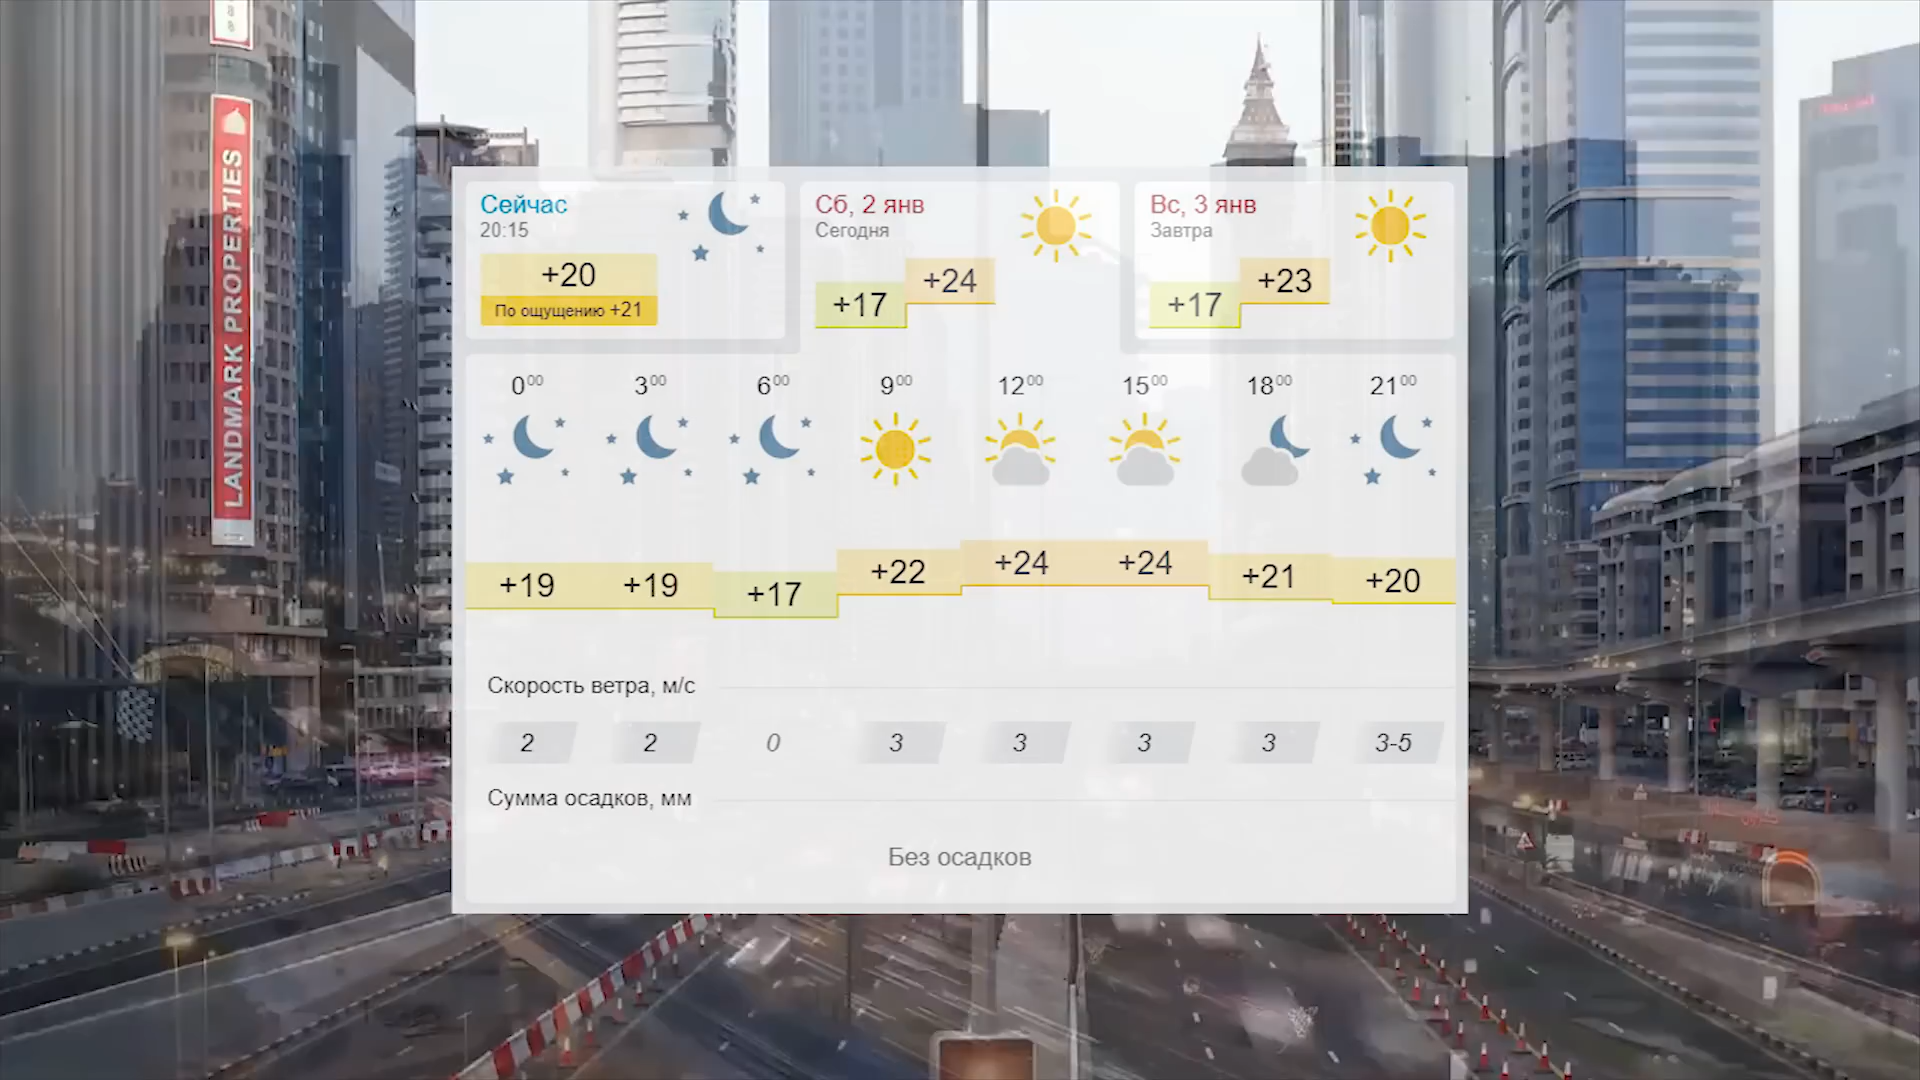 LANDMARK PROPERTIES
Сейчас
20:15
+20
По ощущению +21
Сб, 2 янв
Сегодня
+17
+24
Вс, 3 янв
Завтра
+17
+23
0⁰⁰ 3⁰⁰ 6⁰⁰ 9⁰⁰ 12⁰⁰ 15⁰⁰ 18⁰⁰ 21⁰⁰
+19 +19 +17 +22 +24 +24 +21 +20
Скорость ветра, м/с
2 2 0 3 3 3 3 3-5
Сумма осадков, мм
Без осадков